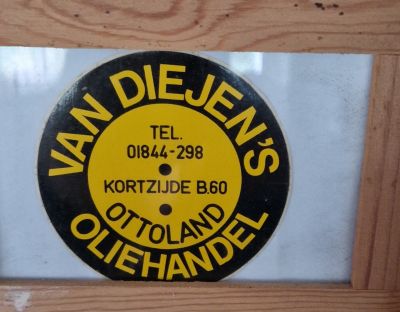 VAN DIEJEN'S
TEL.
01844-298
KORTZIJDE B.60
OTTOLAND
OLIEHANDEL